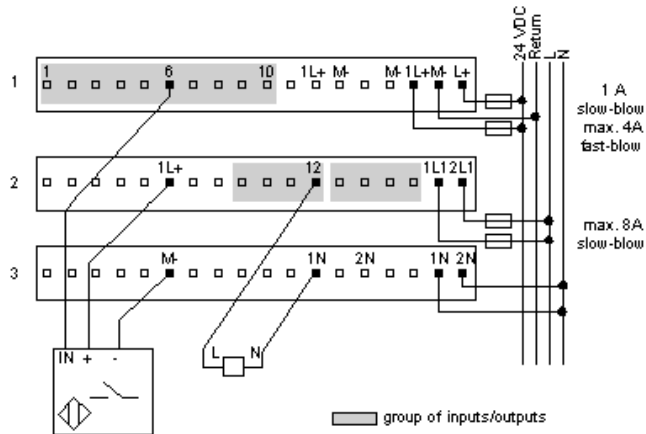 24 VDC
Return
L
N
1
1 6 10 1L+ M- M- 1L+ M- L+
1 A
slow-blow
max. 4A
fast-blow
2
1L+ 12 1L1 2L1
max. 8A
slow-blow
3
M- 1N 2N 1N 2N
IN + - L N
group of inputs/outputs